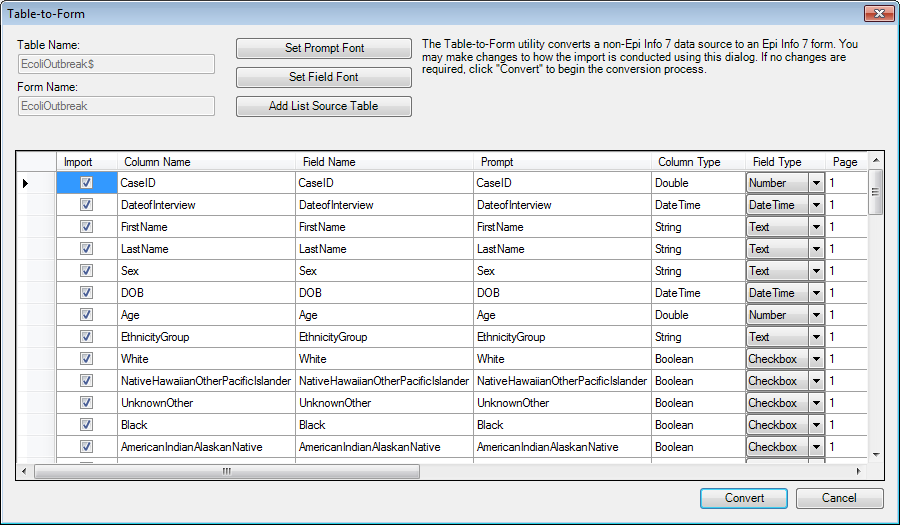 Table-to-Form
Table Name:
EcoliOutbreak$
Form Name:
EcoliOutbreak
Set Prompt Font
Set Field Font
Add List Source Table
The Table-to-Form utility converts a non-Epi Info 7 data source to an Epi Info 7 form. You
may make changes to how the import is conducted using this dialog. If no changes are
required, click "Convert" to begin the conversion process.
Import Column Name Field Name Prompt Column Type Field Type Page
CaseID CaseID CaseID Double Number 1
DateofInterview DateofInterview DateofInterview DateTime DateTime 1
FirstName FirstName FirstName String Text 1
LastName LastName LastName String Text 1
Sex Sex Sex String Text 1
DOB DOB DOB DateTime DateTime 1
Age Age Age Double Number 1
EthnicityGroup EthnicityGroup EthnicityGroup String Text 1
White White White Boolean Checkbox 1
NativeHawaiianOtherPacificIslander NativeHawaiianOtherPacificIslander NativeHawaiianOtherPacificIslander Boolean Checkbox 1
UnknownOther UnknownOther UnknownOther Boolean Checkbox 1
Black Black Black Boolean Checkbox 1
AmericanIndianAlaskanNative AmericanIndianAlaskanNative AmericanIndianAlaskanNative Boolean Checkbox 1
Convert Cancel